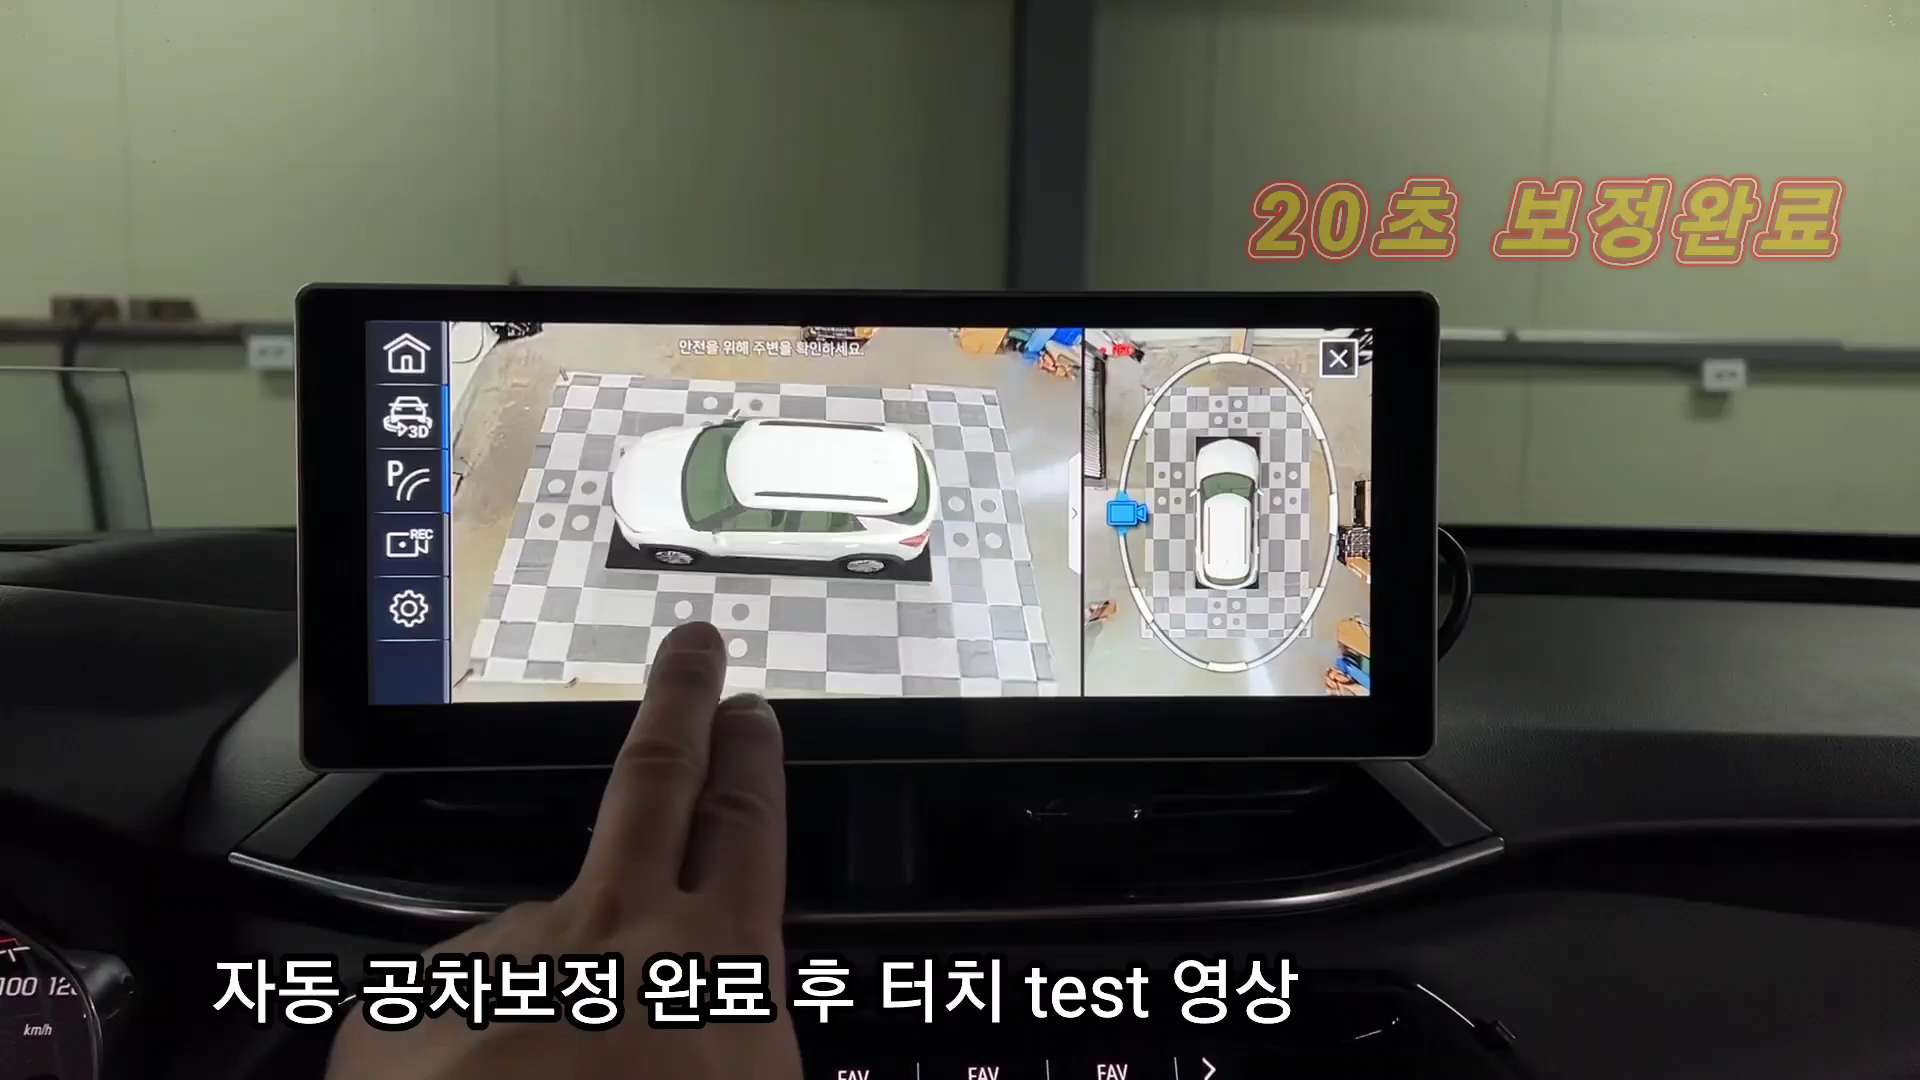 20초 보정완료
안전을 위해 주변을 확인하세요.
3D
P
REC
자동 공차보정 완료 후 터치 test 영상
100 120
km/h
FAV FAV FAV